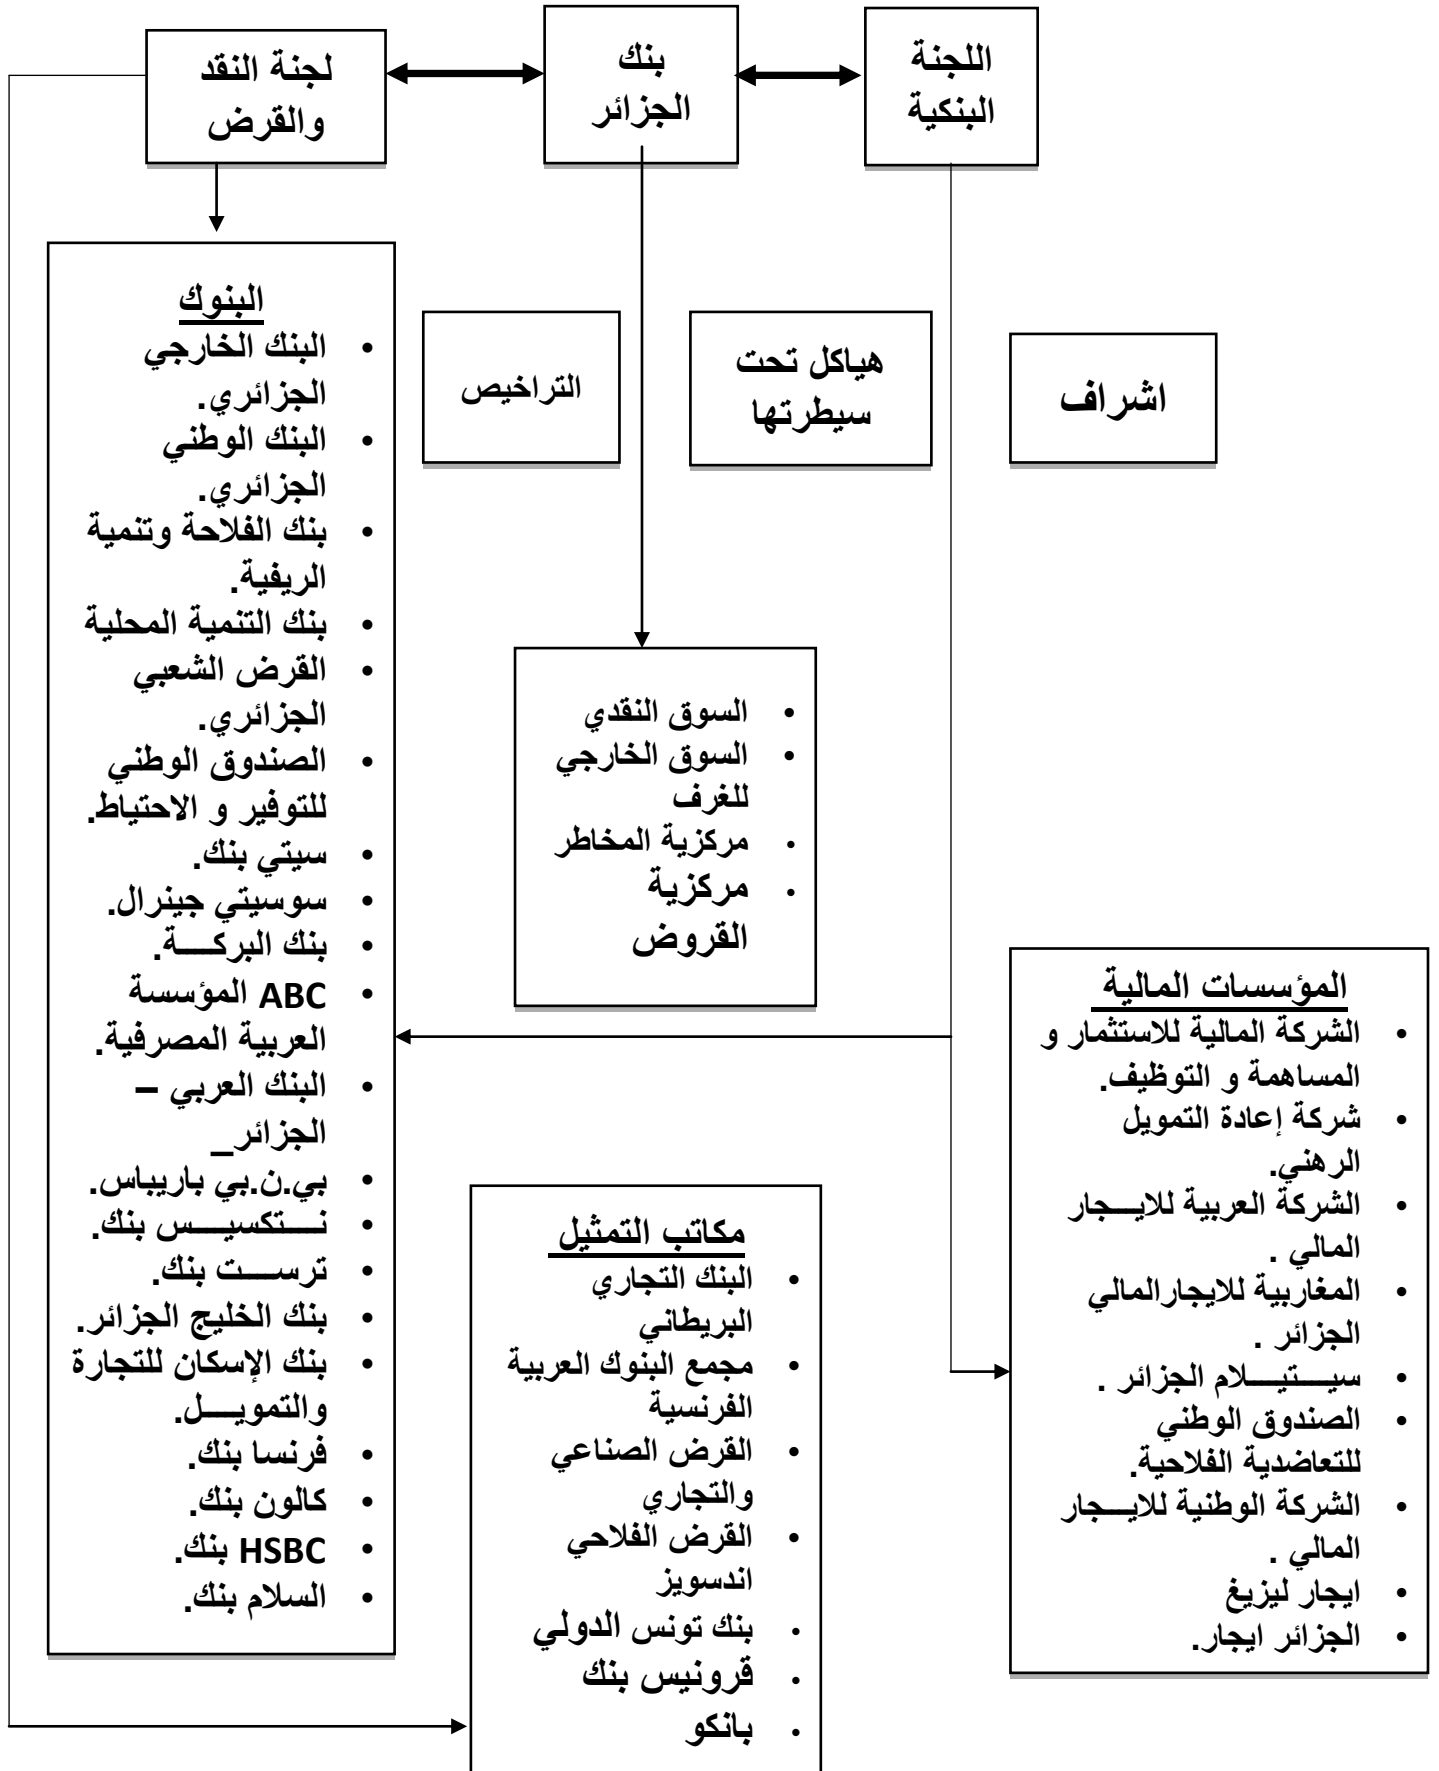 اللجنة
البنكية
بنك
الجزائر
لجنة النقد
والقرض
اشراف
هياكل تحت
سيطرتها
التراخيص
البنوك
• البنك الخارجي
الجزائري.
• البنك الوطني
الجزائري.
• بنك الفلاحة وتنمية
الريفية.
• بنك التنمية المحلية
• القرض الشعبي
الجزائري.
• الصندوق الوطني
للتوفير و الاحتياط.
• سيتي بنك.
• سوسيتي جينرال.
• بنك البركـــة.
• ABC المؤسسة
العربية المصرفية.
• البنك العربي –
الجزائر_
• بي.ن.بي باريباس.
• نــتكسيـــس بنك.
• ترســـت بنك.
• بنك الخليج الجزائر.
• بنك الإسكان للتجارة
والتمويـــل.
• فرنسا بنك.
• كالون بنك.
• HSBC بنك.
• السلام بنك.
• السوق النقدي
• السوق الخارجي
للغرف
• مركزية المخاطر
• مركزية
القروض
المؤسسات المالية
• الشركة المالية للاستثمار و
المساهمة و التوظيف.
• شركة إعادة التمويل
الرهني.
• الشركة العربية للايـــجار
المالي .
• المغاربية للايجارالمالي
الجزائر .
• سيـــتيـــلام الجزائر .
• الصندوق الوطني
للتعاضدية الفلاحية.
• الشركة الوطنية للايـــجار
المالي .
• ايجار ليزيغ
• الجزائر ايجار.
مكاتب التمثيل
• البنك التجاري
البريطاني
• مجمع البنوك العربية
الفرنسية
• القرض الصناعي
والتجاري
• القرض الفلاحي
اندسويز
• بنك تونس الدولي
• قرونيس بنك
• بانكو